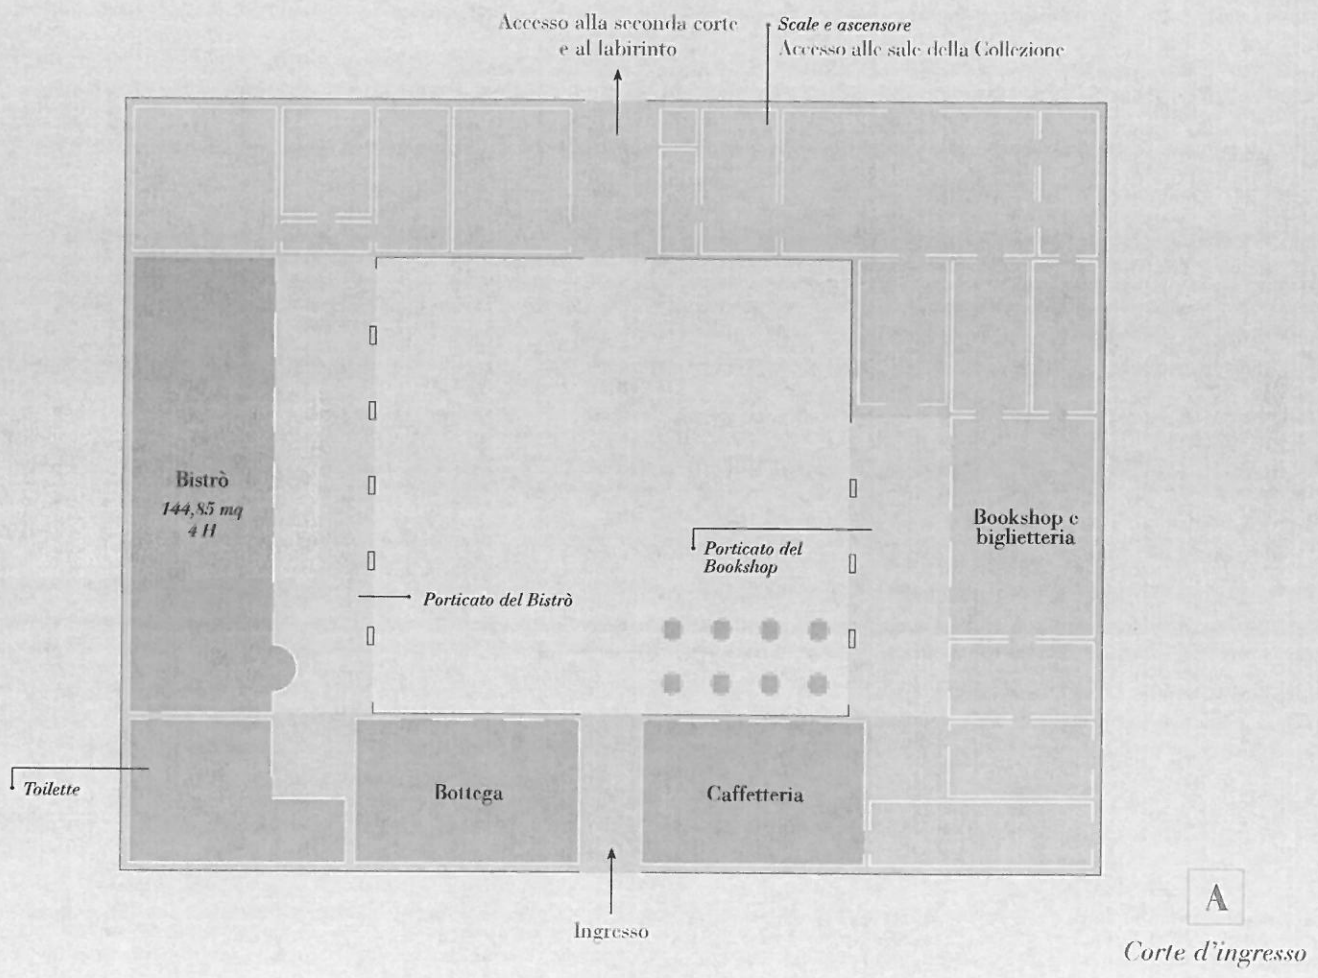 Accesso alla seconda corte
e al labirinto
Scale e ascensore
Accesso alle sale della Collezione
Bistrò
144,85 mq
4 H
Bookshop e
biglietteria
Porticato del
Bookshop
Porticato del Bistrò
Toilette
Bottega
Caffetteria
Ingresso
A
Corte d'ingresso